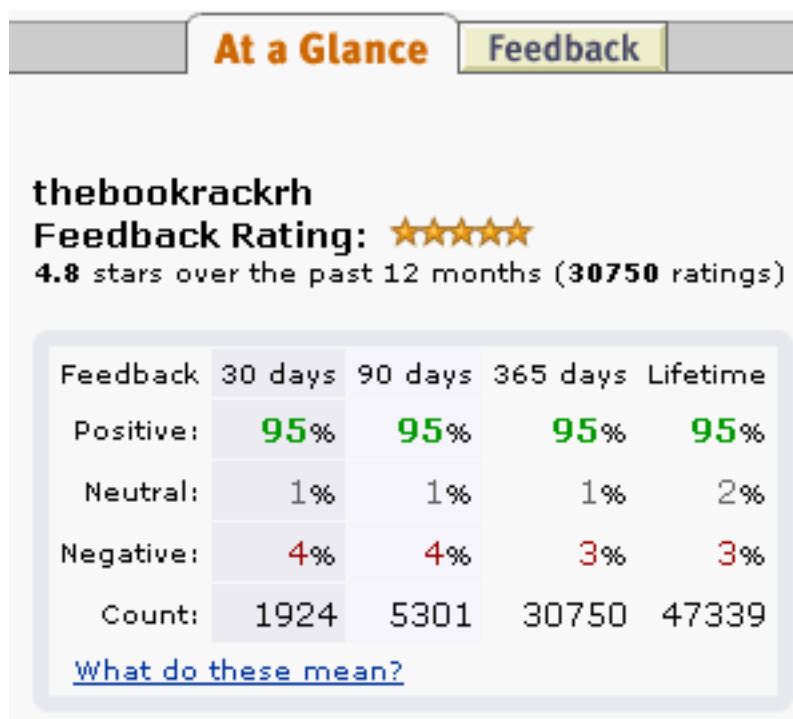 At a Glance Feedback
thebookrackrh
Feedback Rating:
4.8 stars over the past 12 months (30750 ratings)
Feedback 30 days 90 days 365 days Lifetime
Positive: 95% 95% 95% 95%
Neutral: 1% 1% 1% 2%
Negative: 4% 4% 3% 3%
Count: 1924 5301 30750 47339
What do these mean?